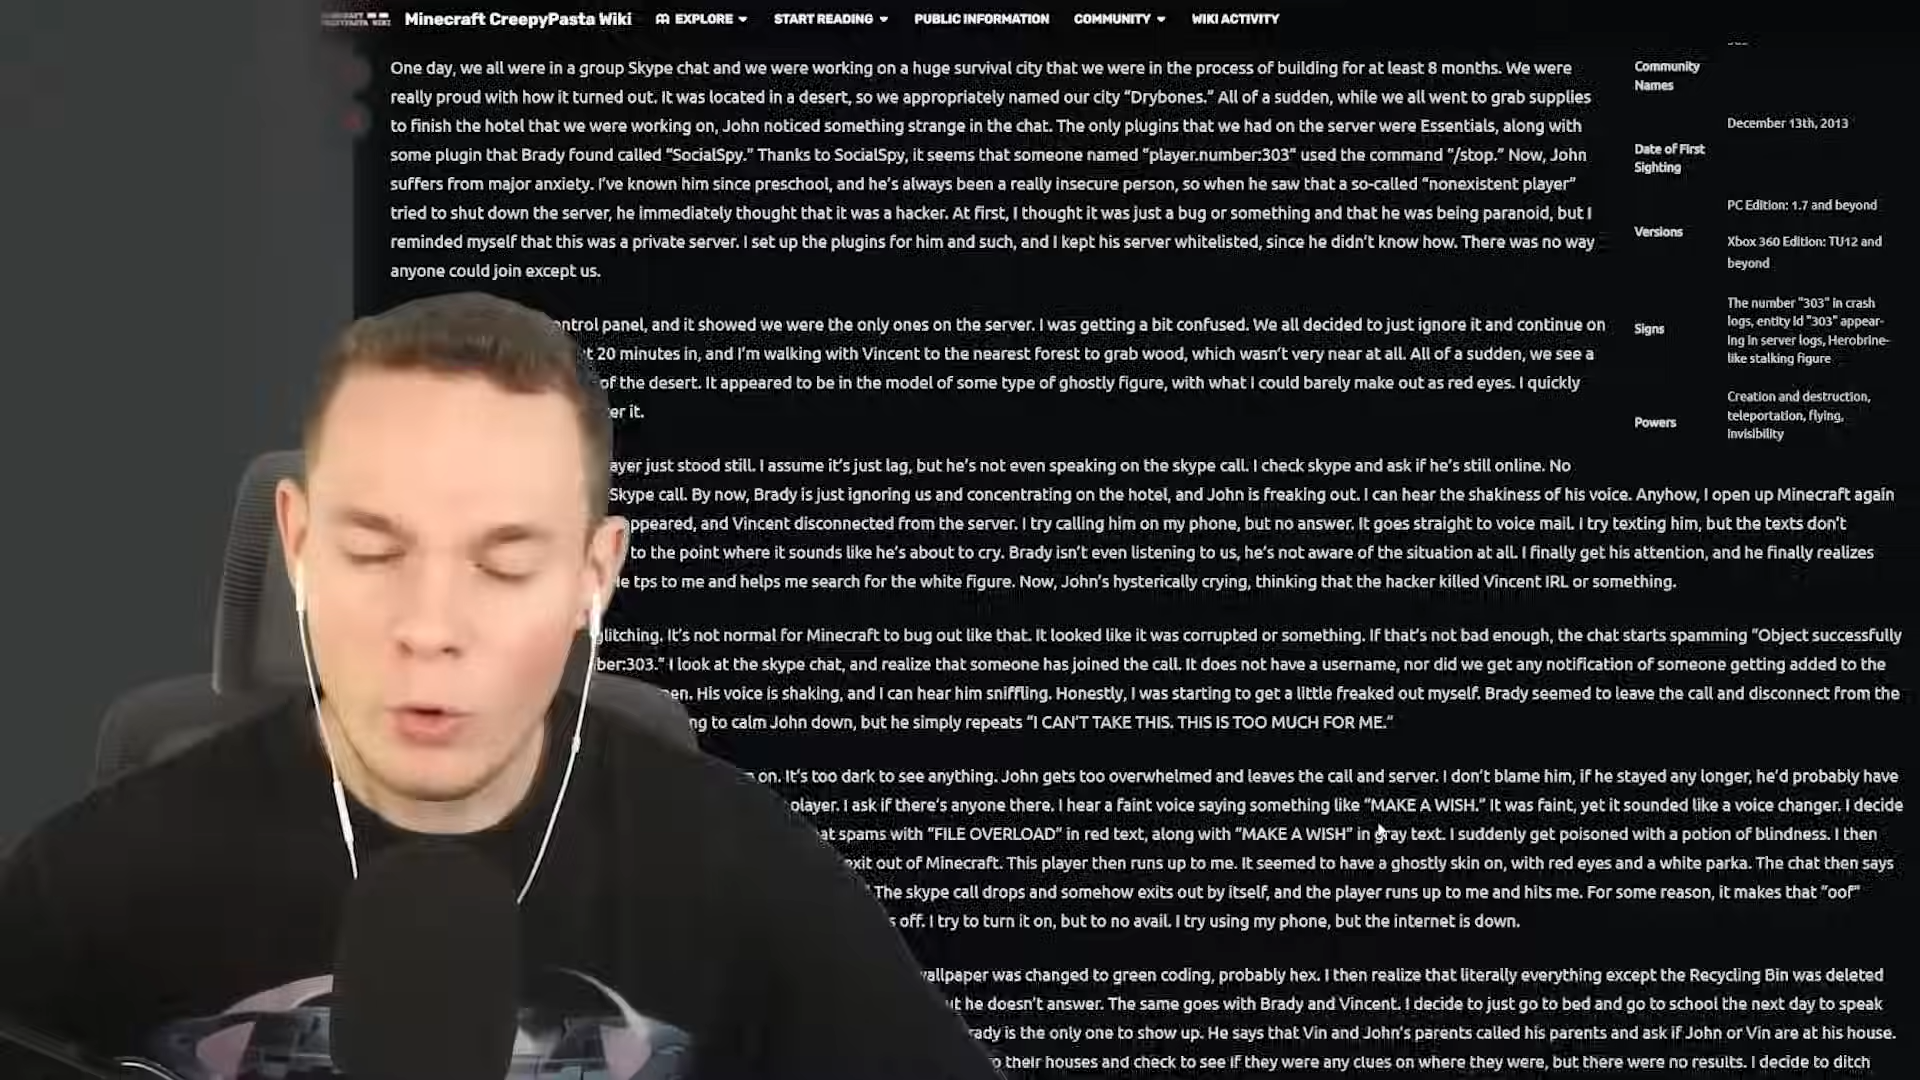 Minecraft CreepyPasta Wiki EXPLORE START READING PUBLIC INFORMATION COMMUNITY WIKI ACTIVITY
One day, we all were in a group Skype chat and we were working on a huge survival city that we were in the process of building for at least 8 months. We were
really proud with how it turned out. It was located in a desert, so we appropriately named our city “Drybones.” All of a sudden, while we all went to grab supplies
to finish the hotel that we were working on, John noticed something strange in the chat. The only plugins that we had on the server were Essentials, along with
some plugin that Brady found called “SocialSpy.” Thanks to SocialSpy, it seems that someone named “player.number:303” used the command “/stop.” Now, John
suffers from major anxiety. I’ve known him since preschool, and he’s always been a really insecure person, so when he saw that a so-called “nonexistent player”
tried to shut down the server, he immediately thought that it was a hacker. At first, I thought it was just a bug or something and that he was being paranoid, but I
reminded myself that this was a private server. I set up the plugins for him and such, and I kept his server whitelisted, since he didn’t know how. There was no way
anyone could join except us.
ntrol panel, and it showed we were the only ones on the server. I was getting a bit confused. We all decided to just ignore it and continue on
t 20 minutes in, and I’m walking with Vincent to the nearest forest to grab wood, which wasn’t very near at all. All of a sudden, we see a
of the desert. It appeared to be in the model of some type of ghostly figure, with what I could barely make out as red eyes. I quickly
er it.
ayer just stood still. I assume it’s just lag, but he’s not even speaking on the skype call. I check skype and ask if he’s still online. No
Skype call. By now, Brady is just ignoring us and concentrating on the hotel, and John is freaking out. I can hear the shakiness of his voice. Anyhow, I open up Minecraft again
appeared, and Vincent disconnected from the server. I try calling him on my phone, but no answer. It goes straight to voice mail. I try texting him, but the texts don’t
to the point where it sounds like he’s about to cry. Brady isn’t even listening to us, he’s not aware of the situation at all. I finally get his attention, and he finally realizes
He tps to me and helps me search for the white figure. Now, John’s hysterically crying, thinking that the hacker killed Vincent IRL or something.
glitching. It’s not normal for Minecraft to bug out like that. It looked like it was corrupted or something. If that’s not bad enough, the chat starts spamming “Object successfully
ber:303.” I look at the skype chat, and realize that someone has joined the call. It does not have a username, nor did we get any notification of someone getting added to the
pen. His voice is shaking, and I can hear him sniffling. Honestly, I was starting to get a little freaked out myself. Brady seemed to leave the call and disconnect from the
ng to calm John down, but he simply repeats “I CAN’T TAKE THIS. THIS IS TOO MUCH FOR ME.”
on. It’s too dark to see anything. John gets too overwhelmed and leaves the call and server. I don’t blame him, if he stayed any longer, he’d probably have
player. I ask if there’s anyone there. I hear a faint voice saying something like “MAKE A WISH.” It was faint, yet it sounded like a voice changer. I decide
at spams with “FILE OVERLOAD” in red text, along with “MAKE A WISH” in gray text. I suddenly get poisoned with a potion of blindness. I then
exit out of Minecraft. This player then runs up to me. It seemed to have a ghostly skin on, with red eyes and a white parka. The chat then says
The skype call drops and somehow exits out by itself, and the player runs up to me and hits me. For some reason, it makes that “oof”
s off. I try to turn it on, but to no avail. I try using my phone, but the internet is down.
wallpaper was changed to green coding, probably hex. I then realize that literally everything except the Recycling Bin was deleted
ut he doesn’t answer. The same goes with Brady and Vincent. I decide to just go to bed and go to school the next day to speak
rady is the only one to show up. He says that Vin and John’s parents called his parents and ask if John or Vin are at his house.
o their houses and check to see if they were any clues on where they were, but there were no results. I decide to ditch
Community
Names
Date of First
Sighting
December 13th, 2013
Versions
PC Edition: 1.7 and beyond
Xbox 360 Edition: TU12 and
beyond
Signs
The number "303" in crash
logs, entity id "303" appear-
ing in server logs, Herobrine-
like stalking figure
Powers
Creation and destruction,
teleportation, flying,
invisibility